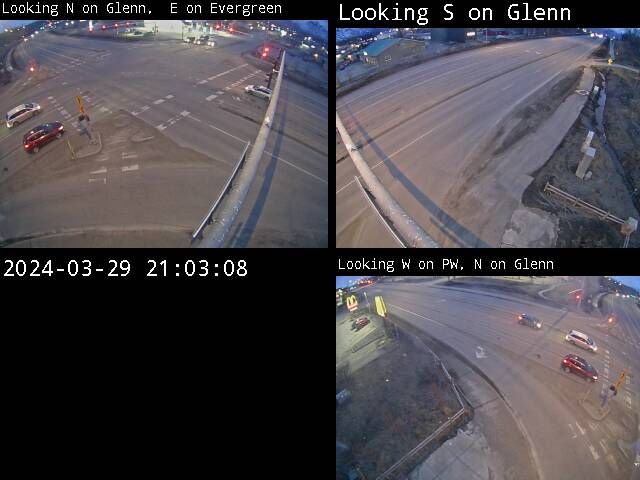 Looking N on Glenn,  E on Evergreen
Looking S on Glenn
2024-03-29 21:03:08
Looking W on PW, N on Glenn